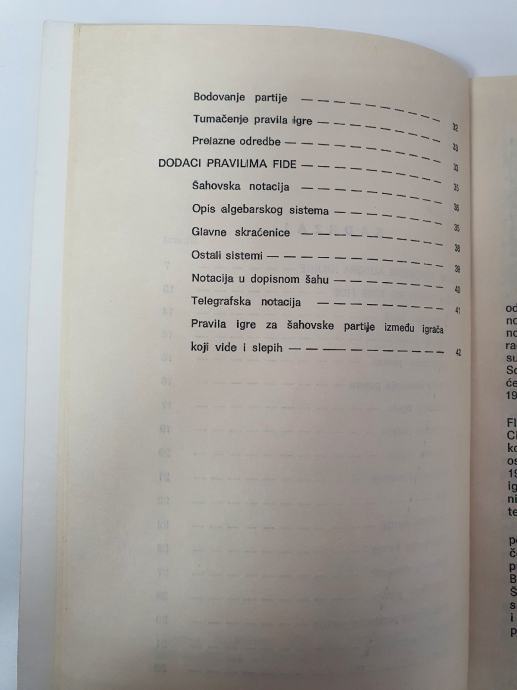 Bodovanje partije — — — — — — — — 32
Tumačenje pravila igre — — — — — — — 33
Prelazne odredbe — — — — — — — — 33
DODACI PRAVILIMA FIDE — — — — — — — — 35
Šahovska notacija — — — — — — — — 35
Opis algebarskog sistema — — — — — — 35
Glavne skraćenice — — — — — — — — 38
Ostali sistemi — — — — — — — — — 39
Notacija u dopisnom šahu — — — — — — 40
Telegrafska notacija — — — — — — — — 41
Pravila igre za šahovske partije između igrača
koji vide i slepih — — — — — — — — 42